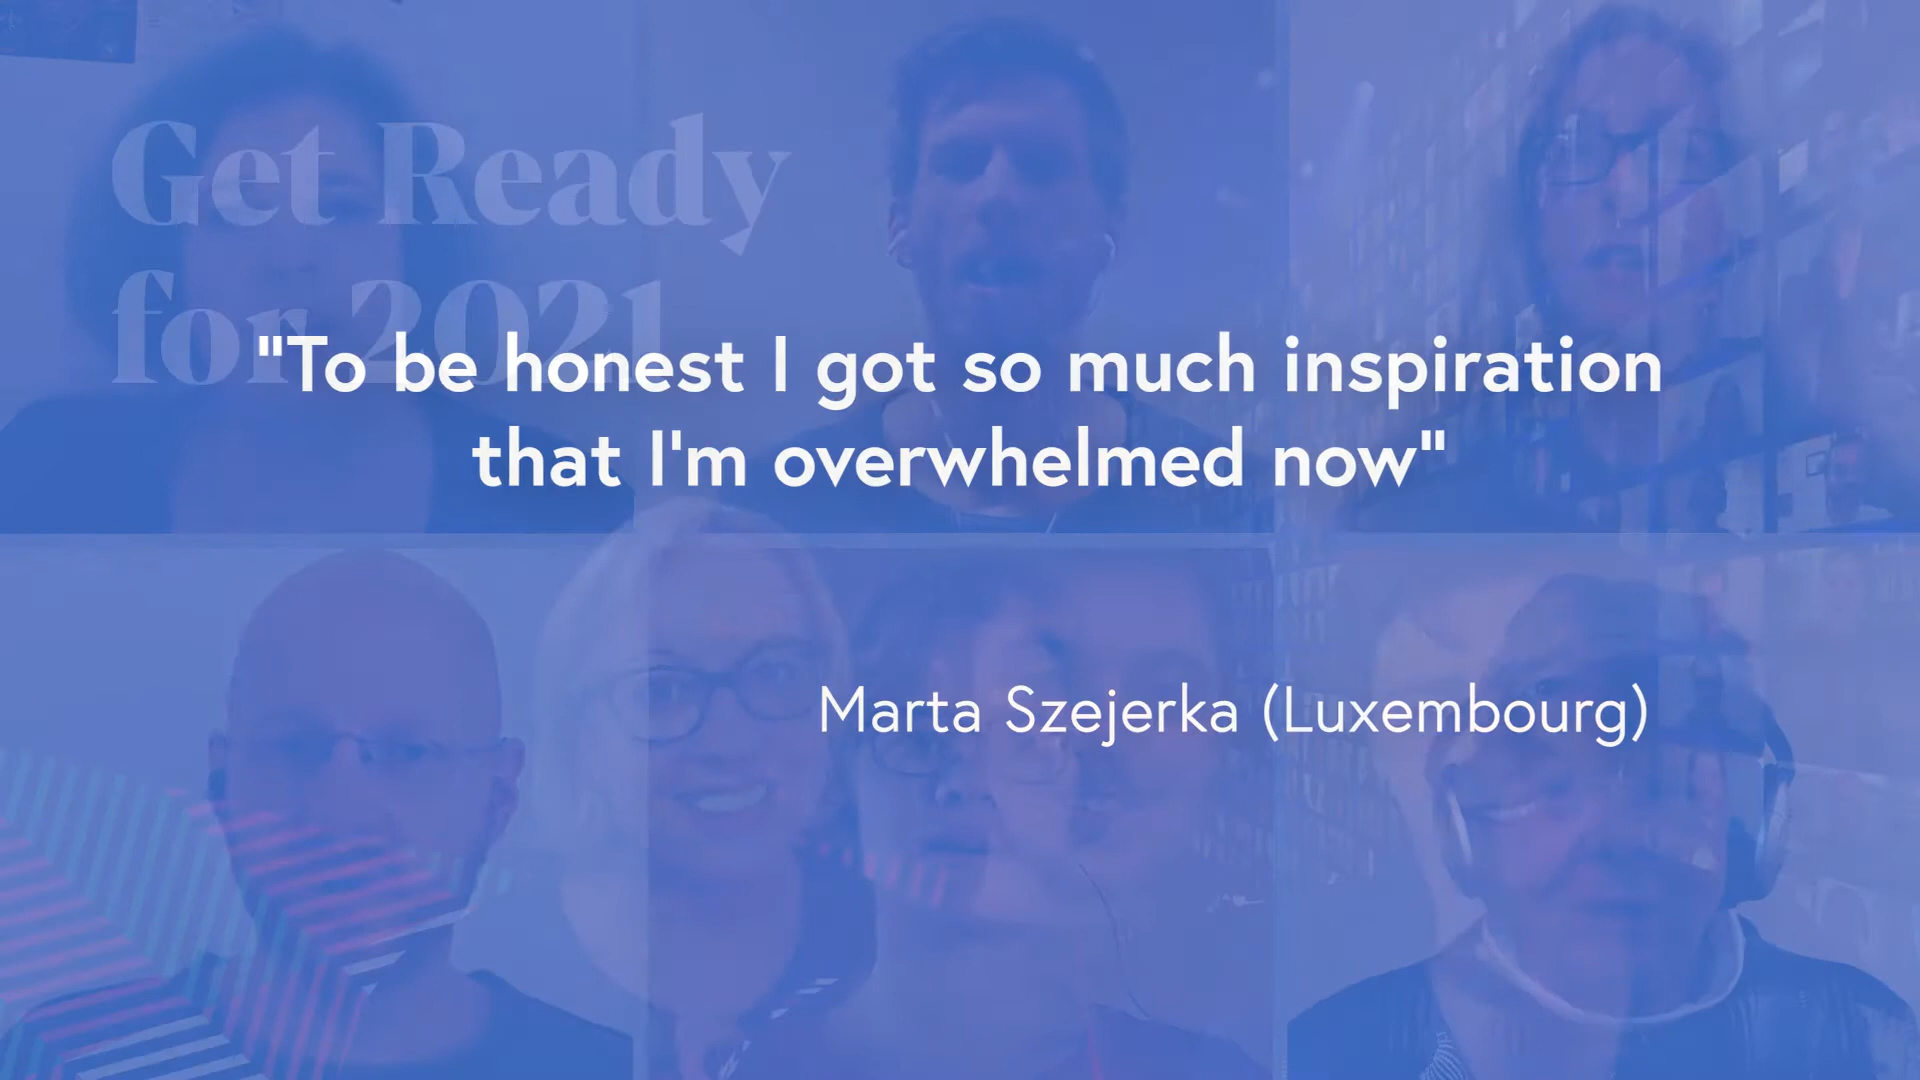 Get Ready
for 2021
"To be honest I got so much inspiration
that I'm overwhelmed now"
Marta Szejerka (Luxembourg)